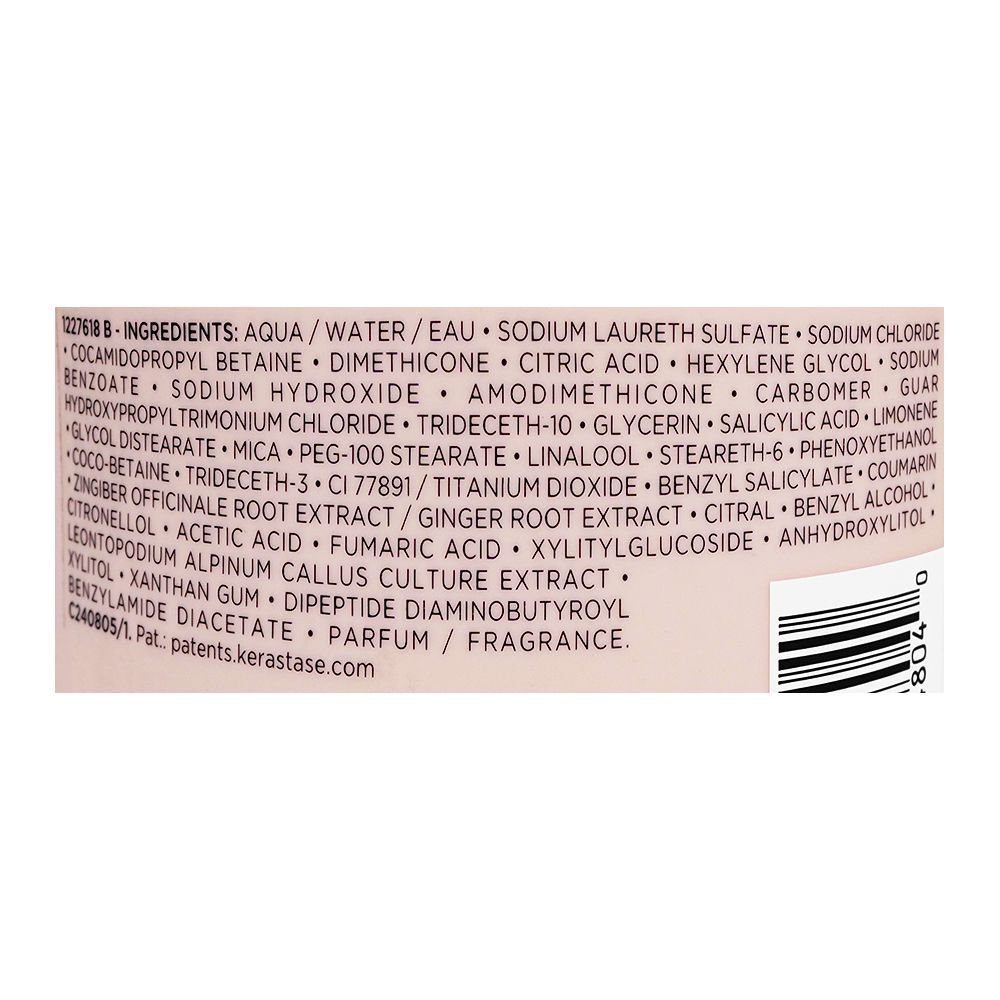 1227618 B - INGREDIENTS: AQUA / WATER / EAU • SODIUM LAURETH SULFATE • SODIUM CHLORIDE
• COCAMIDOPROPYL BETAINE • DIMETHICONE • CITRIC ACID • HEXYLENE GLYCOL • SODIUM
BENZOATE • SODIUM HYDROXIDE • AMODIMETHICONE • CARBOMER • GUAR
HYDROXYPROPYLTRIMONIUM CHLORIDE • TRIDECETH-10 • GLYCERIN • SALICYLIC ACID • LIMONENE
• GLYCOL DISTEARATE • MICA • PEG-100 STEARATE • LINALOOL • STEARETH-6 • PHENOXYETHANOL
• COCO-BETAINE • TRIDECETH-3 • CI 77891 / TITANIUM DIOXIDE • BENZYL SALICYLATE • COUMARIN
• ZINGIBER OFFICINALE ROOT EXTRACT / GINGER ROOT EXTRACT • CITRAL • BENZYL ALCOHOL •
CITRONELLOL • ACETIC ACID • FUMARIC ACID • XYLITYLGLUCOSIDE • ANHYDROXYLITOL •
LEONTOPODIUM ALPINUM CALLUS CULTURE EXTRACT •
XYLITOL • XANTHAN GUM • DIPEPTIDE DIAMINOBUTYROYL
BENZYLAMIDE DIACETATE • PARFUM / FRAGRANCE.
C240805/1. Pat.: patents.kerastase.com
804 0